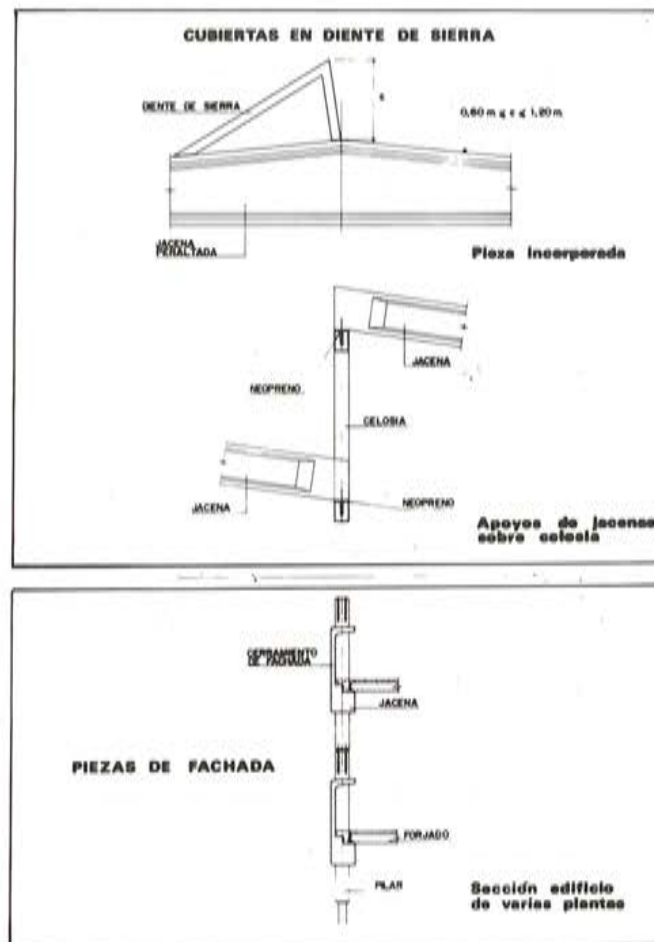 CUBIERTAS EN DIENTE DE SIERRA
DIENTE DE SIERRA
c
0,60 m ≤ c ≤ 1,20 m
JACENA
PERALTADA
Pieza incorporada
JACENA
NEOPRENO
CELOSIA
JACENA
NEOPRENO
Apoyos de jacenas
sobre celosia
CERRAMIENTO
DE FACHADA
JACENA
PIEZAS DE FACHADA
FORJADO
PILAR
Sección edificio
de varias plantas